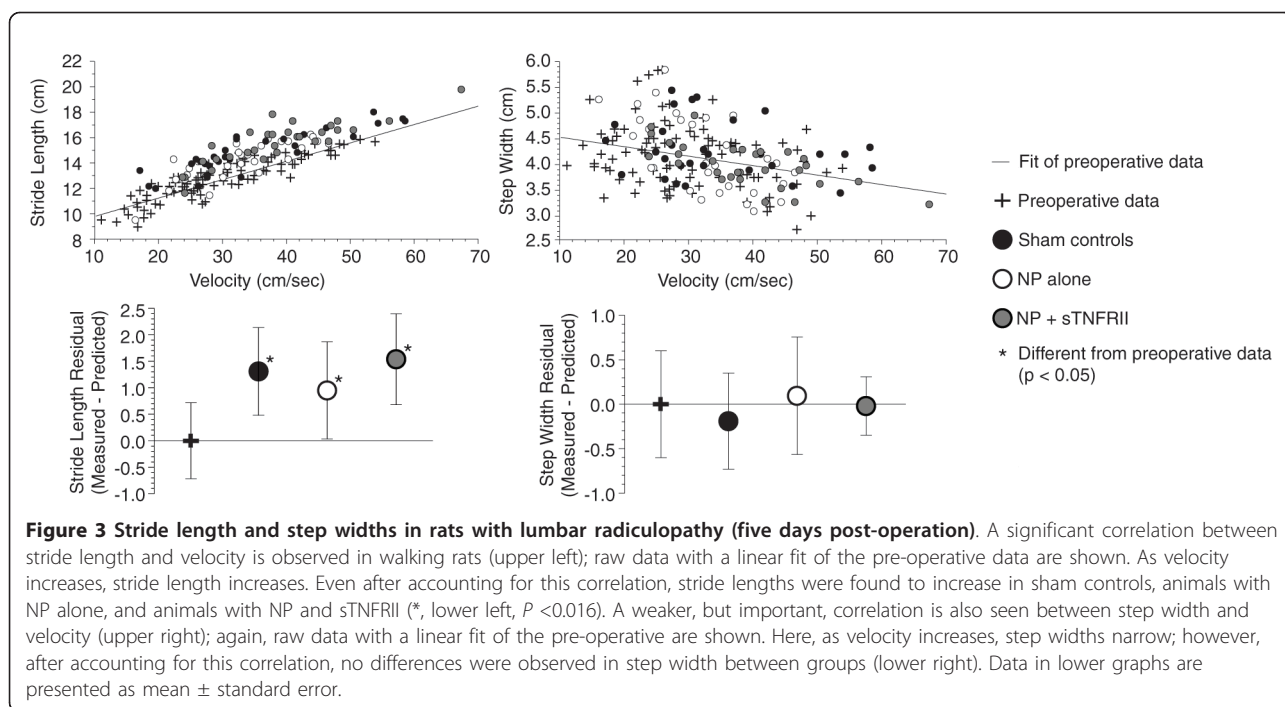 22
20
18
16
14
12
10
8
Stride Length (cm)
10 20 30 40 50 60 70
Velocity (cm/sec)
6.0
5.5
5.0
4.5
4.0
3.5
3.0
2.5
Step Width (cm)
10 20 30 40 50 60 70
Velocity (cm/sec)
Fit of preoperative data
+ Preoperative data
Sham controls
NP alone
NP + sTNFRII
* Different from preoperative data
(p < 0.05)
2.5
2.0
1.5
1.0
0.5
0.0
-0.5
-1.0
Stride Length Residual
(Measured - Predicted)
*
*
*
1.0
0.5
0.0
-0.5
-1.0
Step Width Residual
(Measured - Predicted)
Figure 3 Stride length and step widths in rats with lumbar radiculopathy (five days post-operation). A significant correlation between
stride length and velocity is observed in walking rats (upper left); raw data with a linear fit of the pre-operative data are shown. As velocity
increases, stride length increases. Even after accounting for this correlation, stride lengths were found to increase in sham controls, animals with
NP alone, and animals with NP and sTNFRII (*, lower left, P <0.016). A weaker, but important, correlation is also seen between step width and
velocity (upper right); again, raw data with a linear fit of the pre-operative are shown. Here, as velocity increases, step widths narrow; however,
after accounting for this correlation, no differences were observed in step width between groups (lower right). Data in lower graphs are
presented as mean ± standard error.